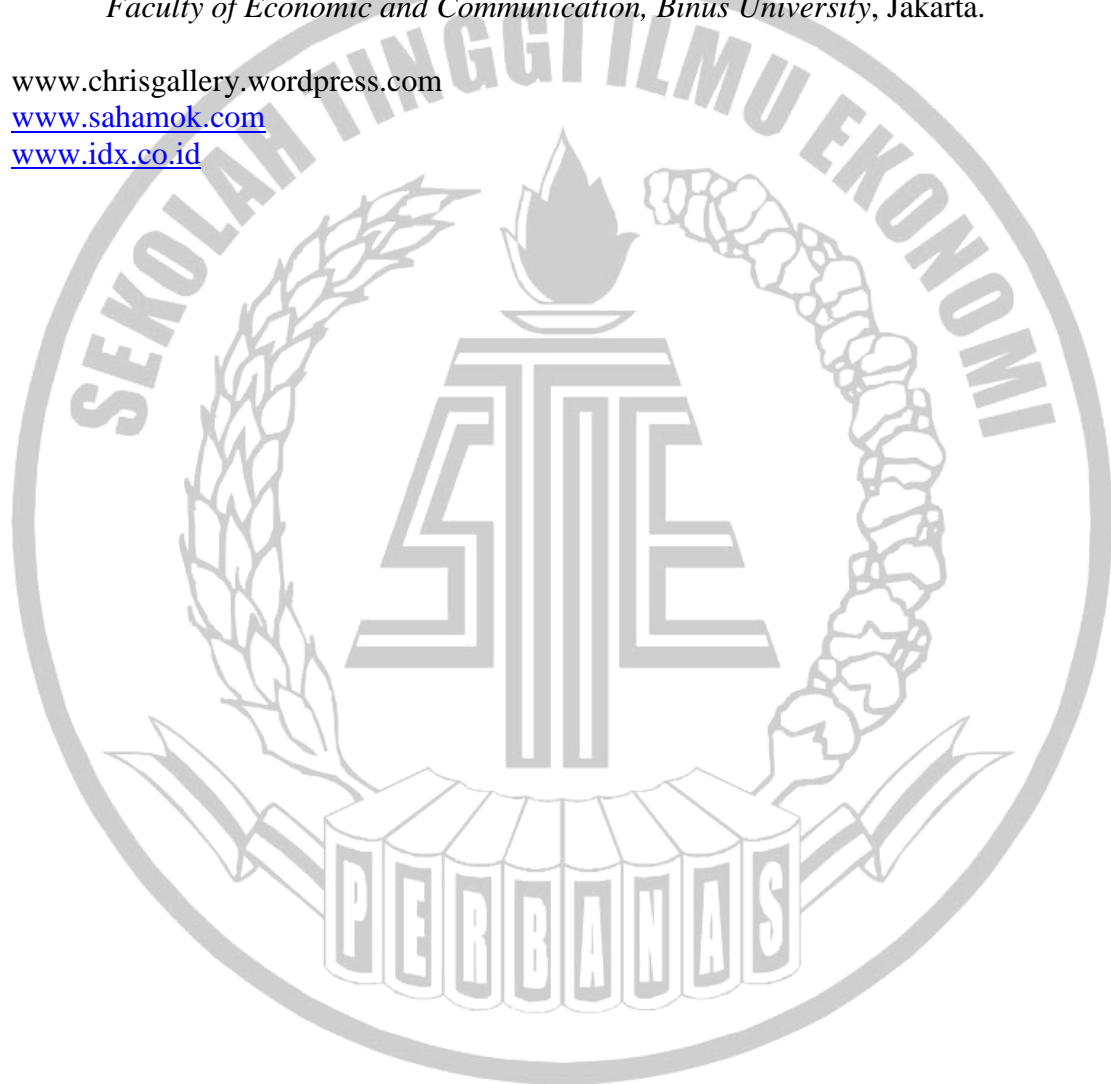 Faculty of Economic and Communication, Binus University, Jakarta.
www.chrisgallery.wordpress.com
www.sahamok.com
www.idx.co.id
SEKOLAH TINGGI ILMU EKONOMI
STIE
PERBANAS